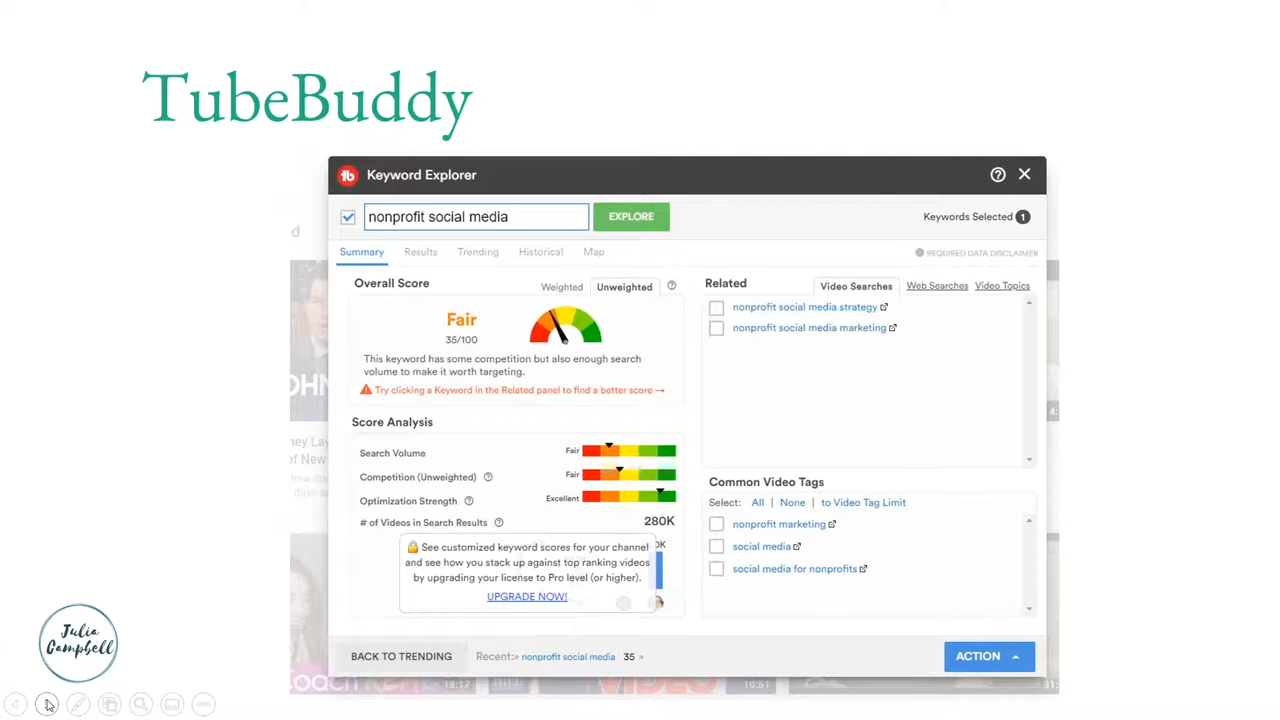 TubeBuddy
Keyword Explorer
nonprofit social media
EXPLORE
Keywords Selected 1
Summary
Results
Trending
Historical
Map
REQUIRED DATA DISCLAIMER
Overall Score
Weighted
Unweighted
Fair
35/100
This keyword has some competition but also enough search
volume to make it worth targeting.
Try clicking a Keyword in the Related panel to find a better score →
Score Analysis
Search Volume
Fair
Competition (Unweighted)
Fair
Optimization Strength
Excellent
# of Videos in Search Results
280K
See customized keyword scores for your channel
and see how you stack up against top ranking videos
by upgrading your license to Pro level (or higher).
UPGRADE NOW!
Related
Video Searches
Web Searches
Video Topics
nonprofit social media strategy
nonprofit social media marketing
Common Video Tags
Select: All | None | to Video Tag Limit
nonprofit marketing
social media
social media for nonprofits
BACK TO TRENDING
Recent:» nonprofit social media 35 »
ACTION
18:17
VIDEO
10:51
31:
Julia
Campbell